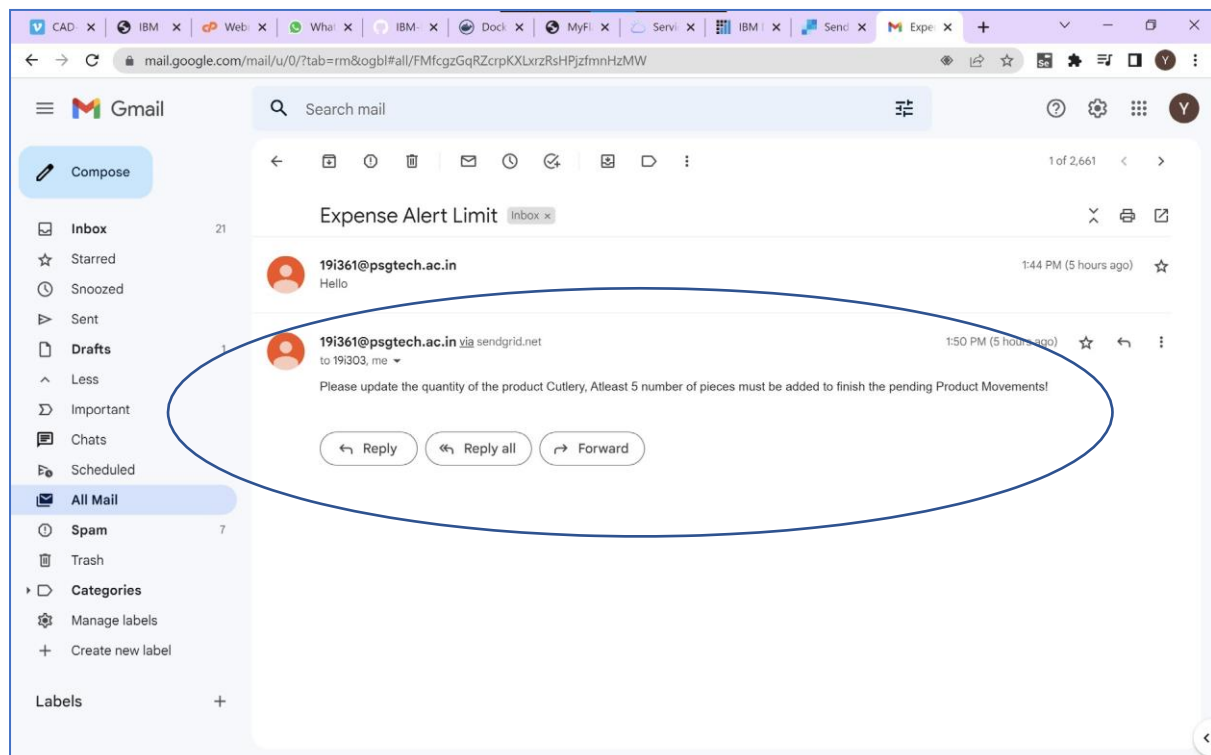 CAD- IBM Web What IBM- Dock MyFl Servi IBM Send Expe
mail.google.com/mail/u/0/?tab=rm&ogbl#all/FMfcgzGqRZcrpKXLxrzRsHPjzfmnHzMW Se Y
Gmail Search mail Y
Compose 1 of 2,661
Expense Alert Limit Inbox ×
Inbox 21
Starred
19i361@psgtech.ac.in 1:44 PM (5 hours ago)
Hello
Snoozed
Sent
19i361@psgtech.ac.in via sendgrid.net 1:50 PM (5 hours ago)
Drafts 1
to 19i303, me
Less
Please update the quantity of the product Cutlery, Atleast 5 number of pieces must be added to finish the pending Product Movements!
Important
Chats
Reply Reply all Forward
Scheduled
All Mail
Spam 7
Trash
Categories
Manage labels
Create new label
Labels